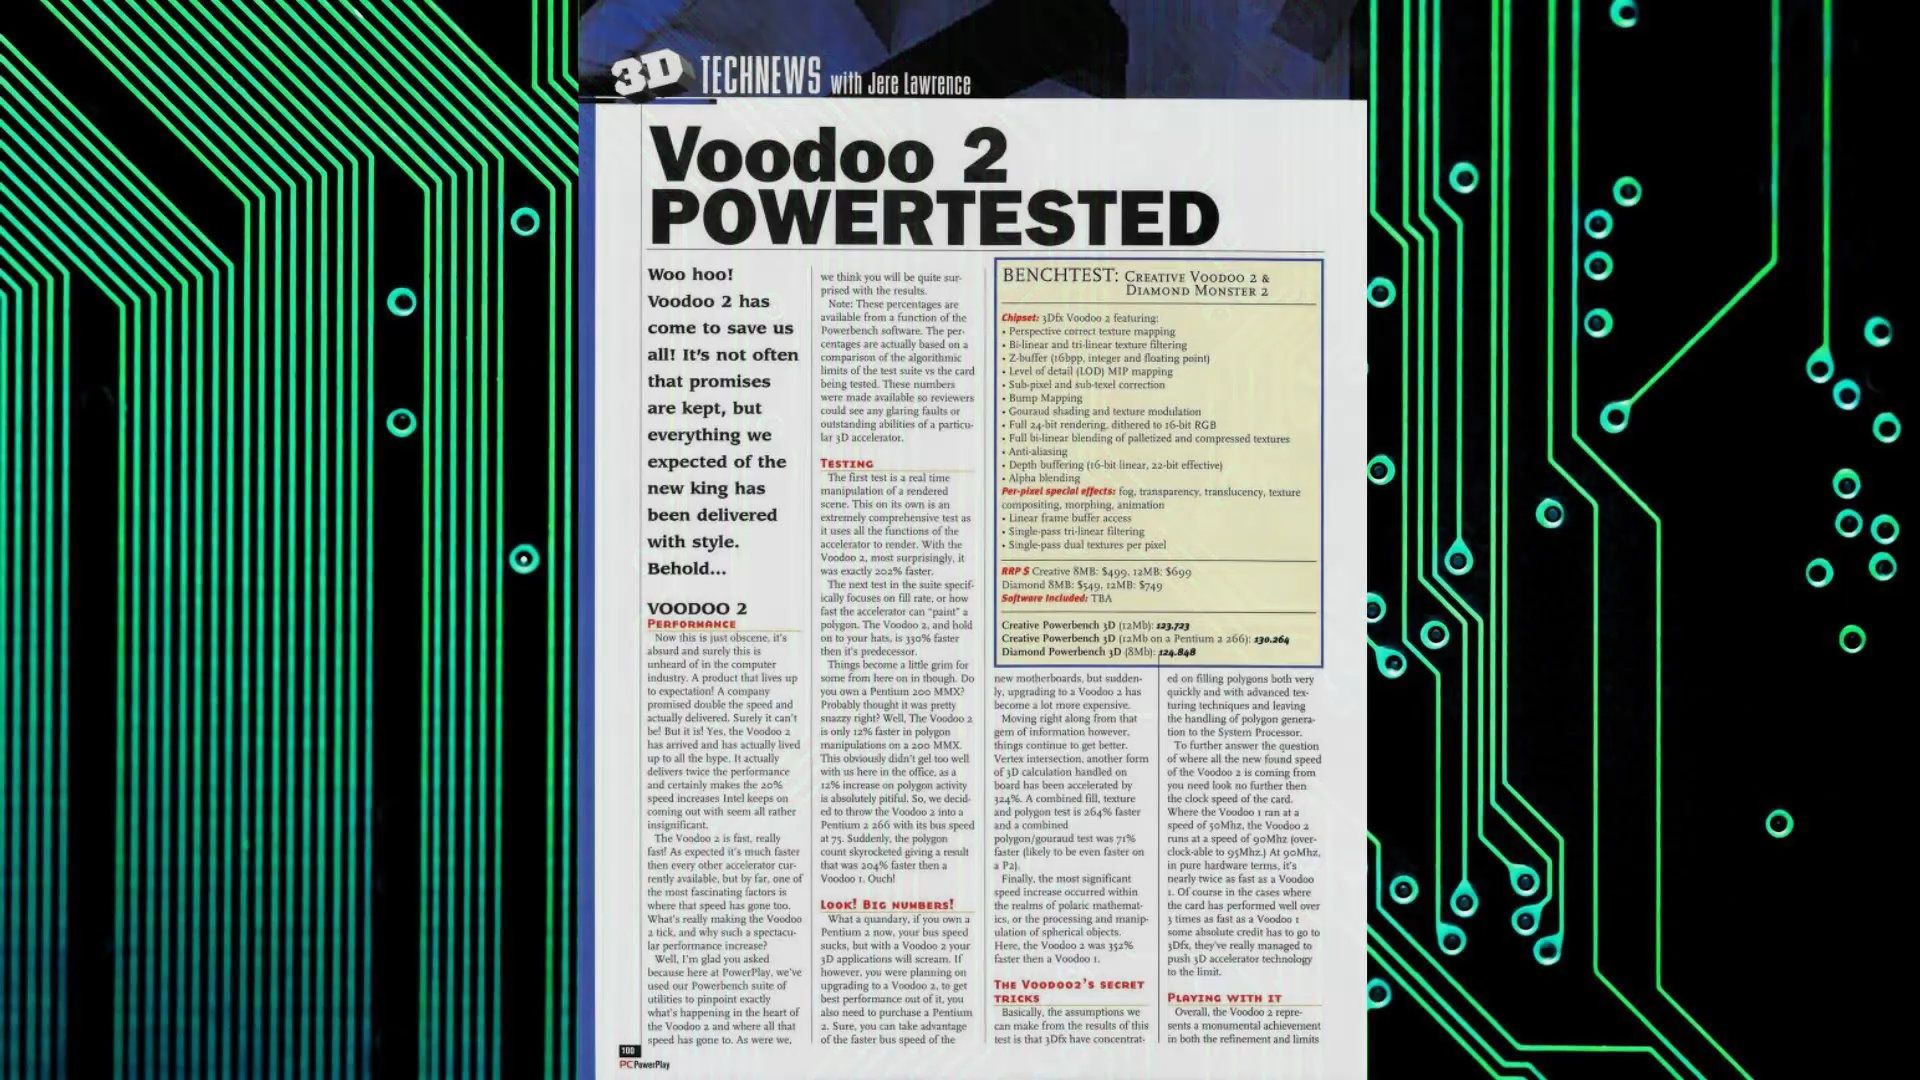 3D TECHNEWS with Jere Lawrence
Voodoo 2
POWERTESTED
Woo hoo!
Voodoo 2 has
come to save us
all! It's not often
that promises
are kept, but
everything we
expected of the
new king has
been delivered
with style.
Behold...
VOODOO 2
PERFORMANCE
Now this is just obscene, it's
absurd and surely this is
unheard of in the computer
industry. A product that lives up
to expectation! A company
promised double the speed and
actually delivered. Surely it can't
be! But it is! Yes, the Voodoo 2
has arrived and has actually lived
up to all the hype. It actually
delivers twice the performance
and certainly makes the 20%
speed increases Intel keeps on
coming out with seem all rather
insignificant.
The Voodoo 2 is fast, really
fast! As expected it's much faster
then every other accelerator cur-
rently available, but by far, one of
the most fascinating factors is
where that speed has gone too.
What's really making the Voodoo
2 tick, and why such a spectacu-
lar performance increase?
Well, I'm glad you asked
because here at PowerPlay, we've
used our Powerbench suite of
utilities to pinpoint exactly
what's happening in the heart of
the Voodoo 2 and where all that
speed has gone to. As were we,
we think you will be quite sur-
prised with the results.
Note: These percentages are
available from a function of the
Powerbench software. The per-
centages are actually based on a
comparison of the algorithmic
limits of the test suite vs the card
being tested. These numbers
were made available so reviewers
could see any glaring faults or
outstanding abilities of a particu-
lar 3D accelerator.
TESTING
The first test is a real time
manipulation of a rendered
scene. This on its own is an
extremely comprehensive test as
it uses all the functions of the
accelerator to render. With the
Voodoo 2, most surprisingly, it
was exactly 202% faster.
The next test in the suite specif-
ically focuses on fill rate, or how
fast the accelerator can "paint" a
polygon. The Voodoo 2, and hold
on to your hats, is 330% faster
then it's predecessor.
Things become a little grim for
some from here on in though. Do
you own a Pentium 200 MMX?
Probably thought it was pretty
snazzy right? Well, The Voodoo 2
is only 12% faster in polygon
manipulations on a 200 MMX.
This obviously didn't gel too well
with us here in the office, as a
12% increase on polygon activity
is absolutely pitiful. So, we decid-
ed to throw the Voodoo 2 into a
Pentium 2 266 with its bus speed
at 75. Suddenly, the polygon
count skyrocketed giving a result
that was 204% faster then a
Voodoo 1. Ouch!
LOOK! BIG NUMBERS!
What a quandary, if you own a
Pentium 2 now, your bus speed
sucks, but with a Voodoo 2 your
3D applications will scream. If
however, you were planning on
upgrading to a Voodoo 2, to get
best performance out of it, you
also need to purchase a Pentium
2. Sure, you can take advantage
of the faster bus speed of the
BENCHTEST: CREATIVE VOODOO 2 &
DIAMOND MONSTER 2
Chipset: 3Dfx Voodoo 2 featuring:
• Perspective correct texture mapping
• Bi-linear and tri-linear texture filtering
• Z-buffer (16bpp, integer and floating point)
• Level of detail (LOD) MIP mapping
• Sub-pixel and sub-texel correction
• Bump Mapping
• Gouraud shading and texture modulation
• Full 24-bit rendering, dithered to 16-bit RGB
• Full bi-linear blending of palletized and compressed textures
• Anti-aliasing
• Depth buffering (16-bit linear, 22-bit effective)
• Alpha blending
Per-pixel special effects: fog, transparency, translucency, texture
compositing, morphing, animation
• Linear frame buffer access
• Single-pass tri-linear filtering
• Single-pass dual textures per pixel
RRP $ Creative 8MB: $499, 12MB: $699
Diamond 8MB: $549, 12MB: $749
Software Included: TBA
Creative Powerbench 3D (12Mb): 123.723
Creative Powerbench 3D (12Mb on a Pentium 2 266): 130.264
Diamond Powerbench 3D (8Mb): 124.848
new motherboards, but sudden-
ly, upgrading to a Voodoo 2 has
become a lot more expensive.
Moving right along from that
gem of information however,
things continue to get better.
Vertex intersection, another form
of 3D calculation handled on
board has been accelerated by
324%. A combined fill, texture
and polygon test is 264% faster
and a combined
polygon/gouraud test was 71%
faster (likely to be even faster on
a P2).
Finally, the most significant
speed increase occurred within
the realms of polaric mathemat-
ics, or the processing and manip-
ulation of spherical objects.
Here, the Voodoo 2 was 352%
faster then a Voodoo 1.
THE VOODOO2'S SECRET
TRICKS
Basically, the assumptions we
can make from the results of this
test is that 3Dfx have concentrat-
ed on filling polygons both very
quickly and with advanced tex-
turing techniques and leaving
the handling of polygon genera-
tion to the System Processor.
To further answer the question
of where all the new found speed
of the Voodoo 2 is coming from
you need look no further then
the clock speed of the card.
Where the Voodoo 1 ran at a
speed of 50Mhz, the Voodoo 2
runs at a speed of 90Mhz (over-
clock-able to 95Mhz.) At 90Mhz,
in pure hardware terms, it's
nearly twice as fast as a Voodoo
1. Of course in the cases where
the card has performed well over
3 times as fast as a Voodoo 1
some absolute credit has to go to
3Dfx, they've really managed to
push 3D accelerator technology
to the limit.
PLAYING WITH IT
Overall, the Voodoo 2 repre-
sents a monumental achievement
in both the refinement and limits
100
PC PowerPlay